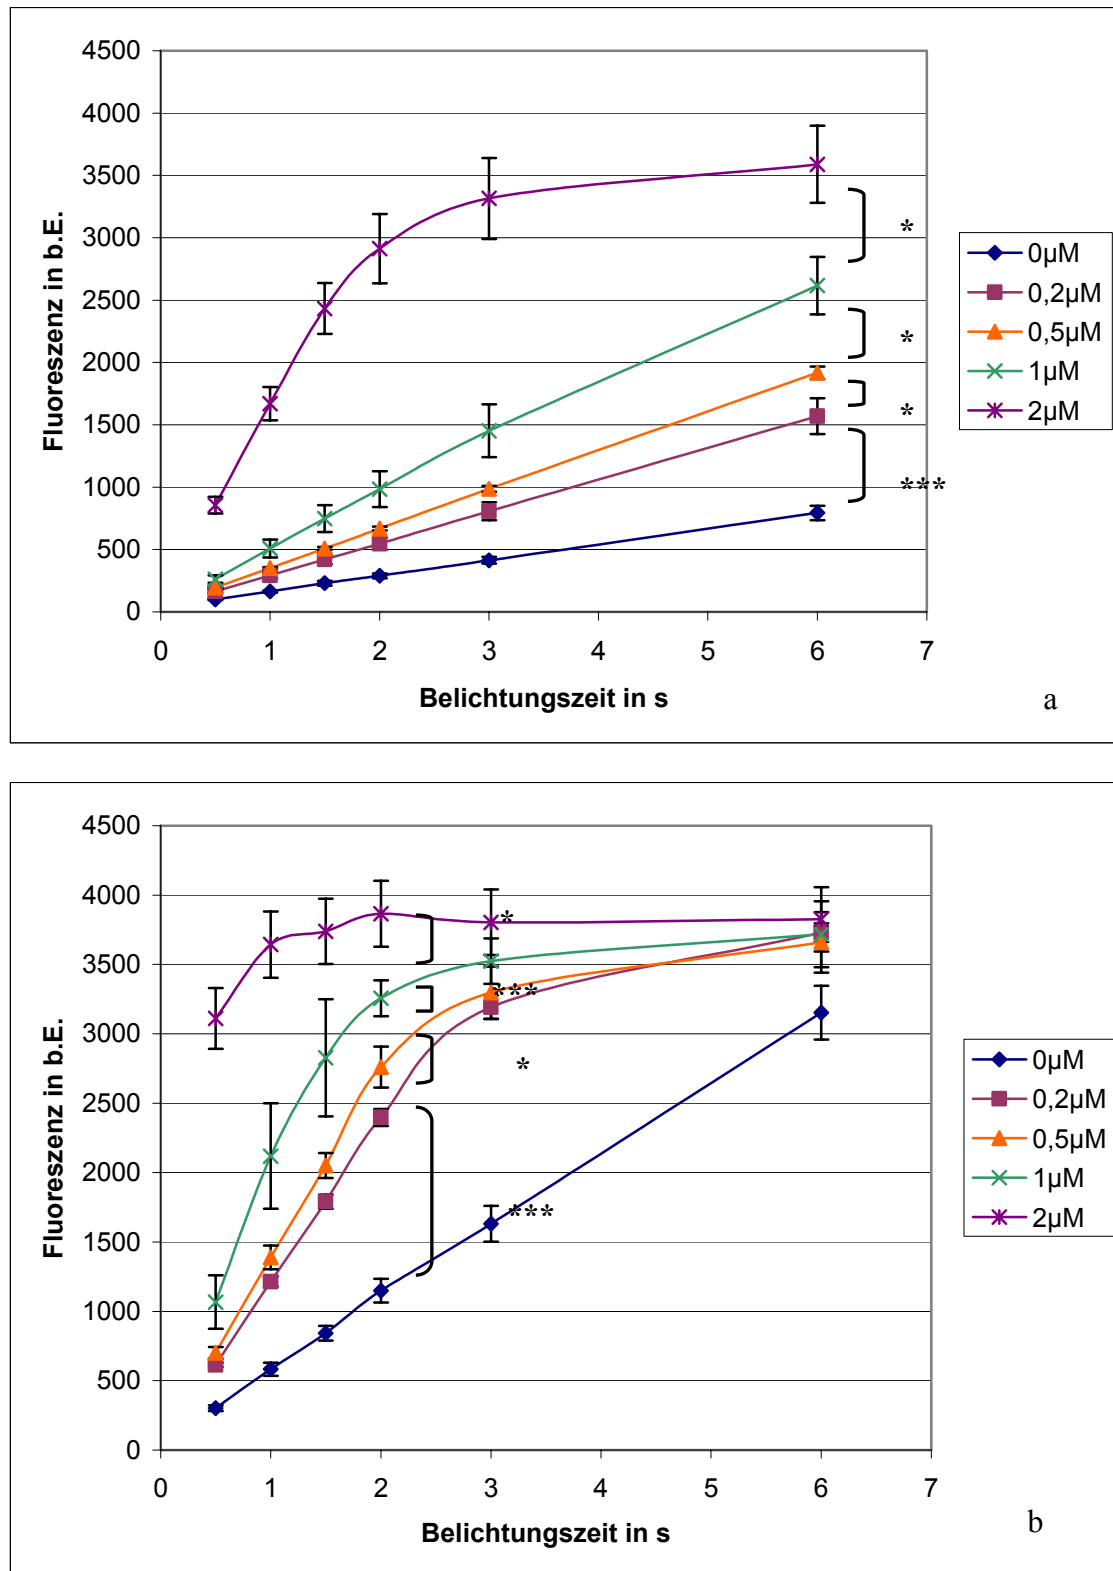 4500
4000
3500
3000
2500
2000
1500
1000
500
0
Fluoreszenz in b.E.
*
*
*
***
0µM
0,2µM
0,5µM
1µM
2µM
0 1 2 3 4 5 6 7
Belichtungszeit in s
a
4500
4000
3500
3000
2500
2000
1500
1000
500
0
Fluoreszenz in b.E.
*
***
*
***
0µM
0,2µM
0,5µM
1µM
2µM
0 1 2 3 4 5 6 7
Belichtungszeit in s
b